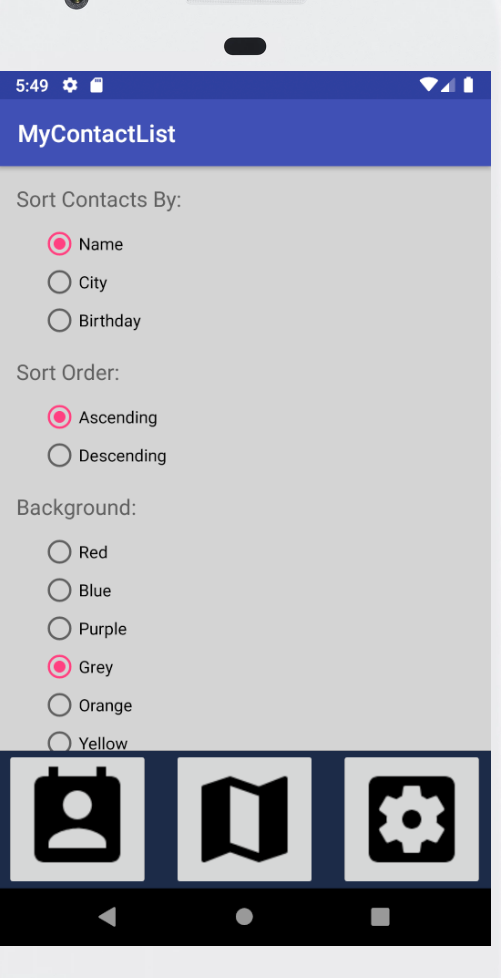 5:49
MyContactList
Sort Contacts By:
Name
City
Birthday
Sort Order:
Ascending
Descending
Background:
Red
Blue
Purple
Grey
Orange
Yellow